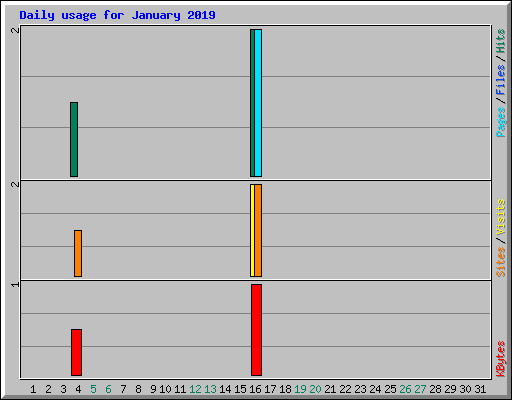 Daily usage for January 2019
2
2
1
Pages/Files/Hits
Sites/Visits
KBytes
1 2 3 4 5 6 7 8 9 10 11 12 13 14 15 16 17 18 19 20 21 22 23 24 25 26 27 28 29 30 31